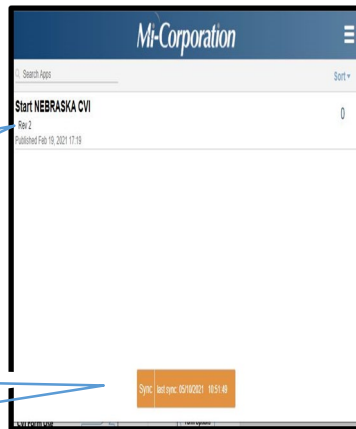 Mi-Corporation
Search Apps
Sort
Start NEBRASKA CVI
0
Rev 2
Published Feb 19, 2021 17:19
Sync last sync: 05/18/2021 10:51:49